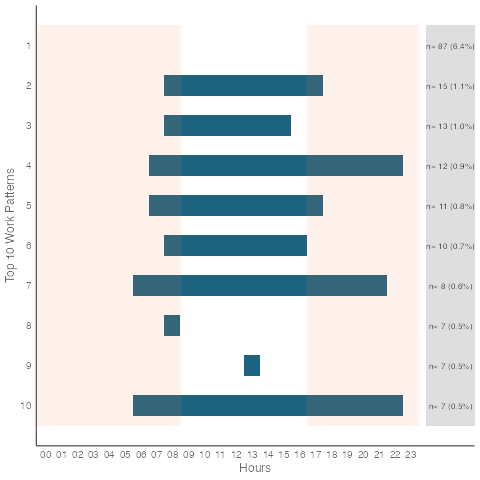 Top 10 Work Patterns
1 n= 87 (6.4%)
2 n= 15 (1.1%)
3 n= 13 (1.0%)
4 n= 12 (0.9%)
5 n= 11 (0.8%)
6 n= 10 (0.7%)
7 n= 8 (0.6%)
8 n= 7 (0.5%)
9 n= 7 (0.5%)
10 n= 7 (0.5%)
00 01 02 03 04 05 06 07 08 09 10 11 12 13 14 15 16 17 18 19 20 21 22 23
Hours